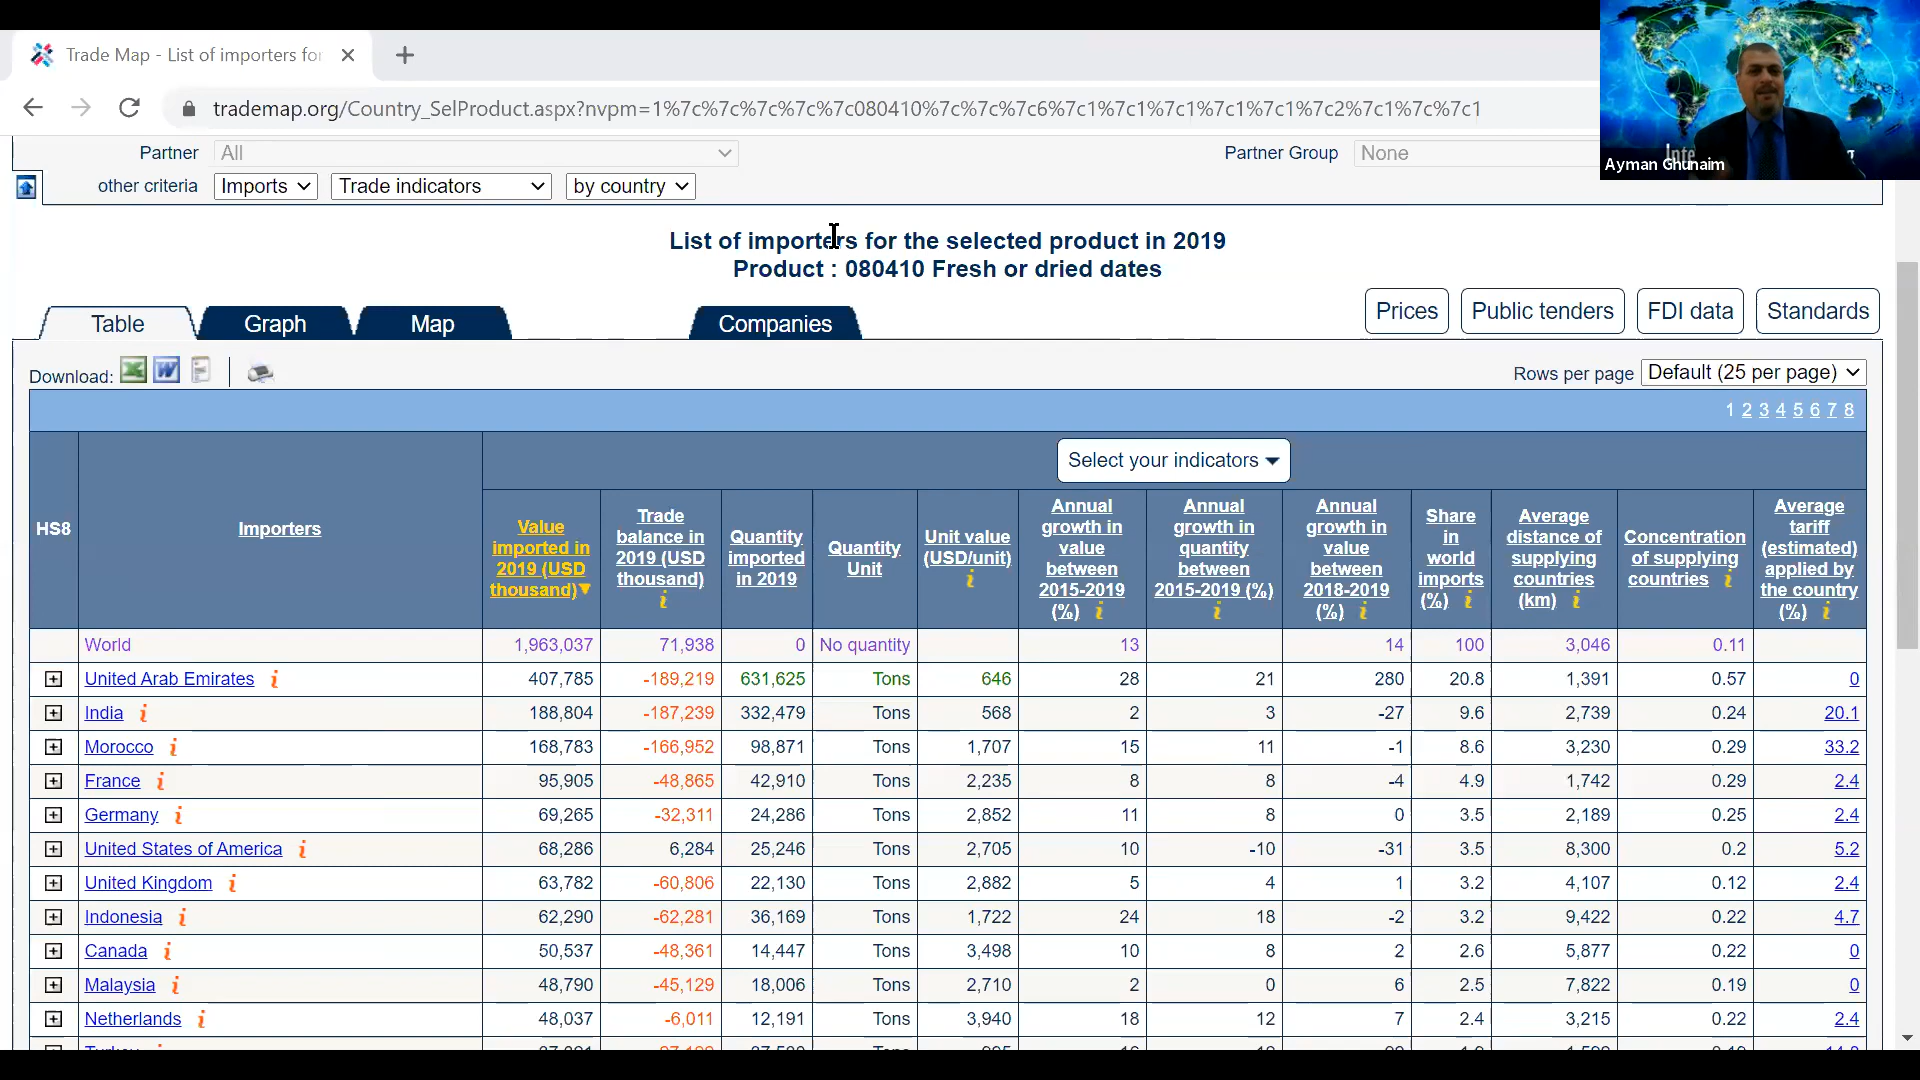 Trade Map - List of importers for
trademap.org/Country_SelProduct.aspx?nvpm=1%7c%7c%7c%7c%7c080410%7c%7c%7c6%7c1%7c1%7c1%7c1%7c1%7c2%7c1%7c%7c1
Partner All Partner Group None
Ayman Ghunaim
other criteria Imports Trade indicators by country
List of importers for the selected product in 2019
Product : 080410 Fresh or dried dates
Table Graph Map Companies Prices Public tenders FDI data Standards
Download: Rows per page Default (25 per page)
1 2 3 4 5 6 7 8
Select your indicators
HS8 Importers Value imported in 2019 (USD thousand) Trade balance in 2019 (USD thousand) i Quantity imported in 2019 Quantity Unit Unit value (USD/unit) i Annual growth in value between 2015-2019 (%) i Annual growth in quantity between 2015-2019 (%) i Annual growth in value between 2018-2019 (%) i Share in world imports (%) i Average distance of supplying countries (km) i Concentration of supplying countries i Average tariff (estimated) applied by the country (%) i
World 1,963,037 71,938 0 No quantity 13 14 100 3,046 0.11
United Arab Emirates i 407,785 -189,219 631,625 Tons 646 28 21 280 20.8 1,391 0.57 0
India i 188,804 -187,239 332,479 Tons 568 2 3 -27 9.6 2,739 0.24 20.1
Morocco i 168,783 -166,952 98,871 Tons 1,707 15 11 -1 8.6 3,230 0.29 33.2
France i 95,905 -48,865 42,910 Tons 2,235 8 8 -4 4.9 1,742 0.29 2.4
Germany i 69,265 -32,311 24,286 Tons 2,852 11 8 0 3.5 2,189 0.25 2.4
United States of America i 68,286 6,284 25,246 Tons 2,705 10 -10 -31 3.5 8,300 0.2 5.2
United Kingdom i 63,782 -60,806 22,130 Tons 2,882 5 4 1 3.2 4,107 0.12 2.4
Indonesia i 62,290 -62,281 36,169 Tons 1,722 24 18 -2 3.2 9,422 0.22 4.7
Canada i 50,537 -48,361 14,447 Tons 3,498 10 8 2 2.6 5,877 0.22 0
Malaysia i 48,790 -45,129 18,006 Tons 2,710 2 0 6 2.5 7,822 0.19 0
Netherlands i 48,037 -6,011 12,191 Tons 3,940 18 12 7 2.4 3,215 0.22 2.4